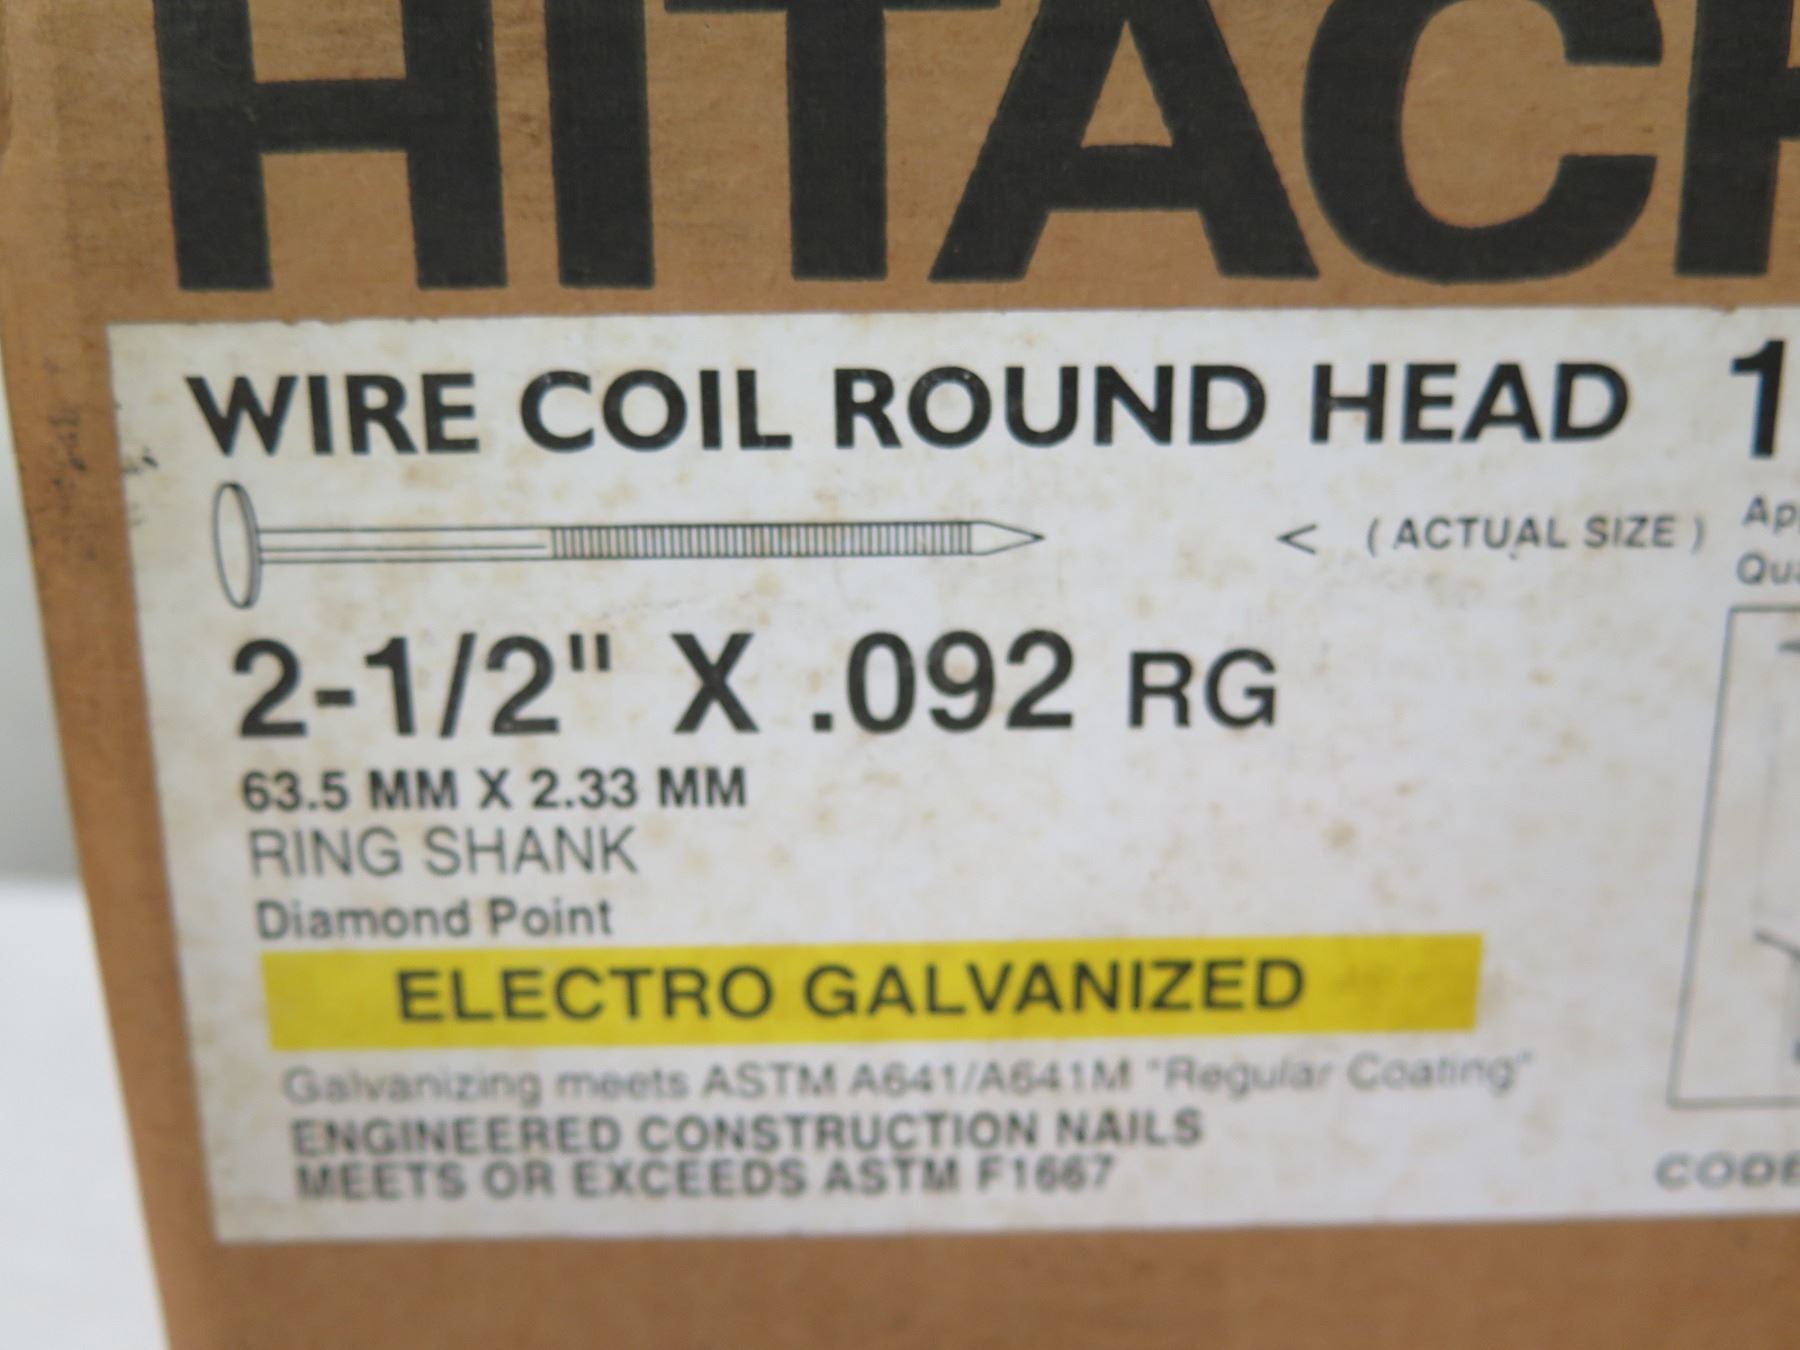 HITACH
WIRE COIL ROUND HEAD 1
< (ACTUAL SIZE)
2-1/2" X .092 RG
63.5 MM X 2.33 MM
RING SHANK
Diamond Point
ELECTRO GALVANIZED
Galvanizing meets ASTM A641/A641M "Regular Coating"
ENGINEERED CONSTRUCTION NAILS
MEETS OR EXCEEDS ASTM F1667